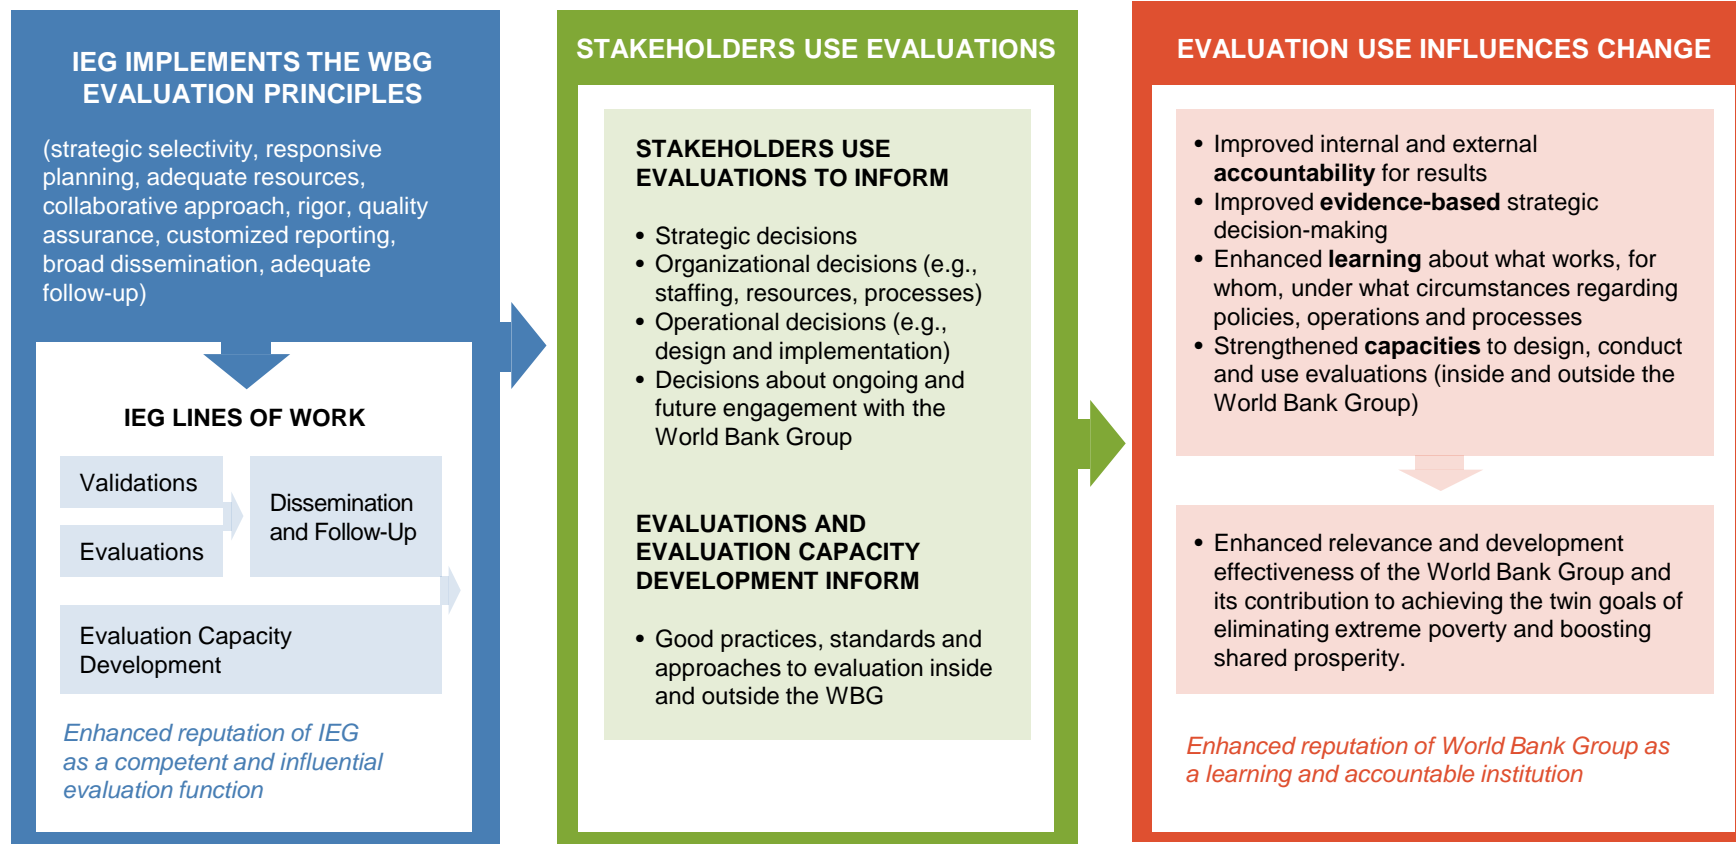 IEG IMPLEMENTS THE WBG
EVALUATION PRINCIPLES
(strategic selectivity, responsive
planning, adequate resources,
collaborative approach, rigor, quality
assurance, customized reporting,
broad dissemination, adequate
follow-up)
IEG LINES OF WORK
Validations
Evaluations
Dissemination
and Follow-Up
Evaluation Capacity
Development
Enhanced reputation of IEG
as a competent and influential
evaluation function
STAKEHOLDERS USE EVALUATIONS
STAKEHOLDERS USE
EVALUATIONS TO INFORM
• Strategic decisions
• Organizational decisions (e.g.,
staffing, resources, processes)
• Operational decisions (e.g.,
design and implementation)
• Decisions about ongoing and
future engagement with the
World Bank Group
EVALUATIONS AND
EVALUATION CAPACITY
DEVELOPMENT INFORM
• Good practices, standards and
approaches to evaluation inside
and outside the WBG
EVALUATION USE INFLUENCES CHANGE
• Improved internal and external
accountability for results
• Improved evidence-based strategic
decision-making
• Enhanced learning about what works, for
whom, under what circumstances regarding
policies, operations and processes
• Strengthened capacities to design, conduct
and use evaluations (inside and outside the
World Bank Group)
• Enhanced relevance and development
effectiveness of the World Bank Group and
its contribution to achieving the twin goals of
eliminating extreme poverty and boosting
shared prosperity.
Enhanced reputation of World Bank Group as
a learning and accountable institution